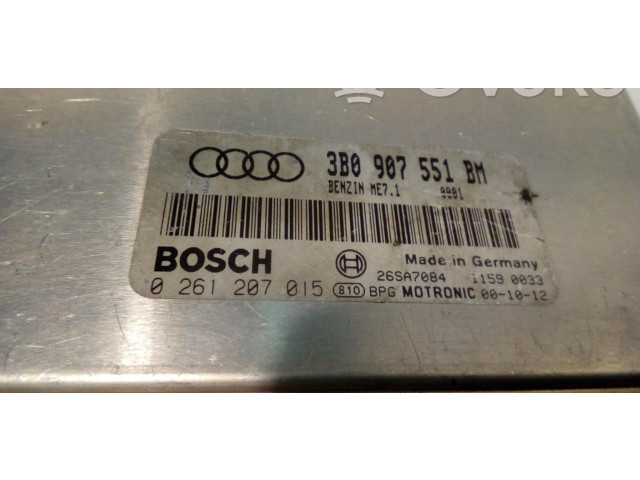 3B0 907 551 BM
BENZIN ME7.1 0001
BOSCH
Made in Germany
26SA7084 i159 0033
0 261 207 015 810 BPG MOTRONIC 00-10-12